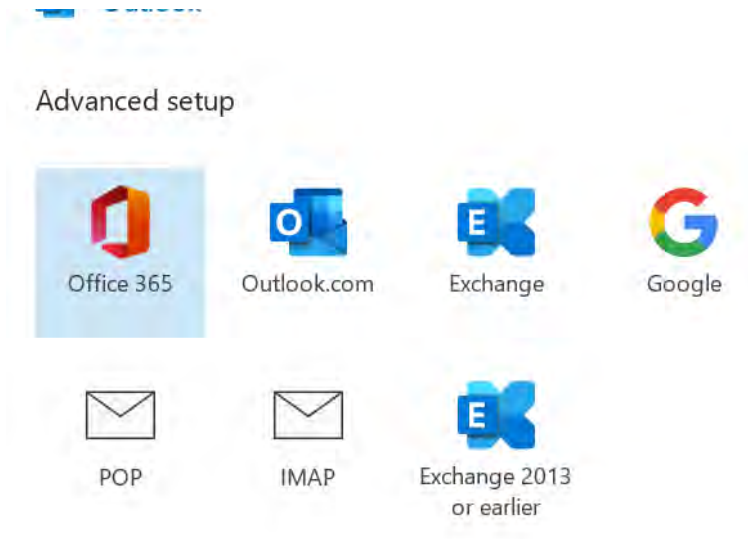 Advanced setup
Office 365
Outlook.com
Exchange
Google
POP
IMAP
Exchange 2013
or earlier